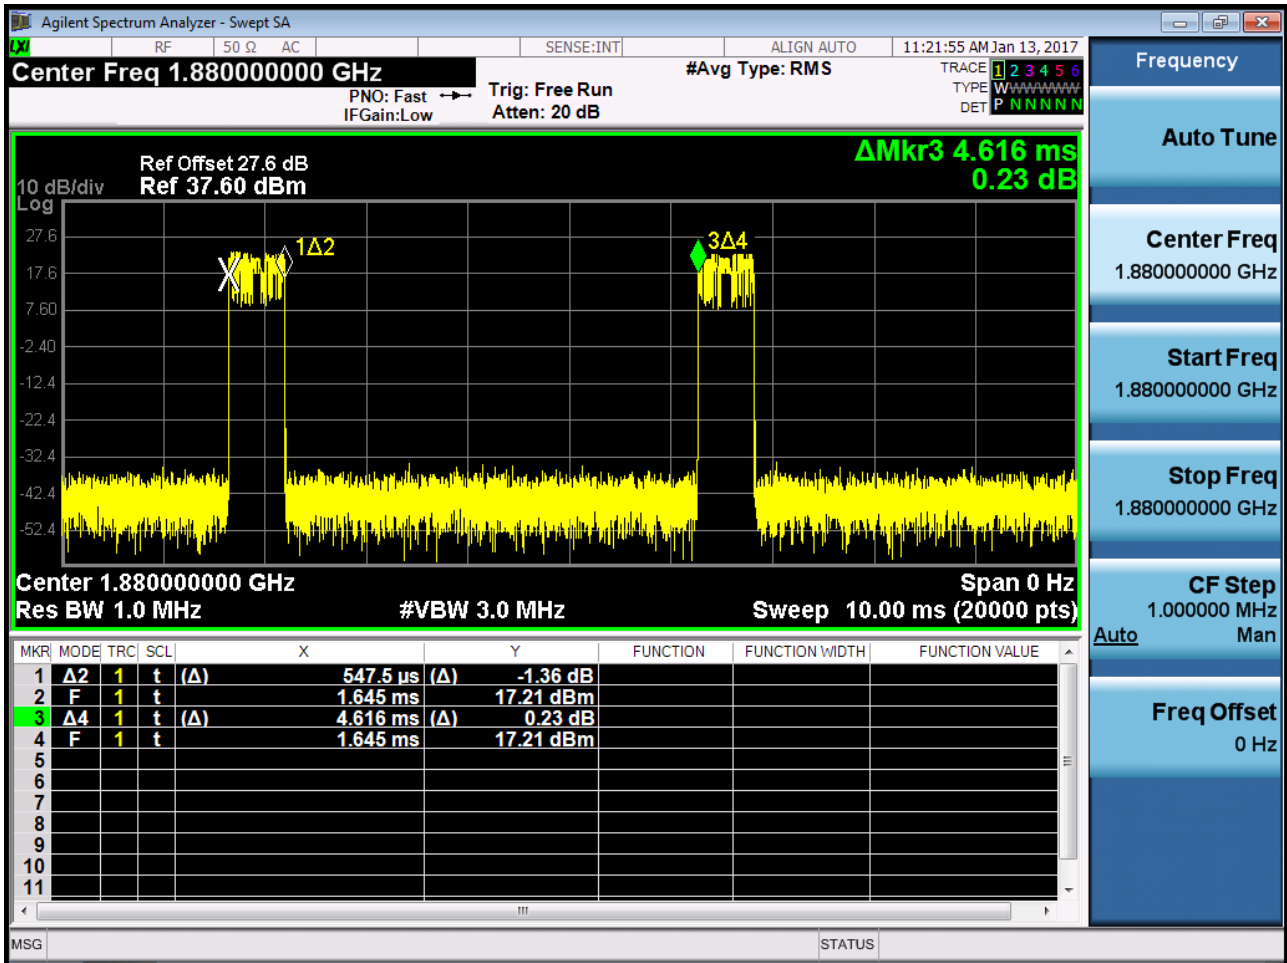 Agilent Spectrum Analyzer - Swept SA
LXI RF 50 Ω AC SENSE:INT ALIGN AUTO 11:21:55 AM Jan 13, 2017
Center Freq 1.880000000 GHz
PNO: Fast
IFGain:Low
Trig: Free Run
Atten: 20 dB
#Avg Type: RMS
TRACE 1 2 3 4 5 6
TYPE WWWWWWW
DET P N N N N N
Ref Offset 27.6 dB
10 dB/div Ref 37.60 dBm
Log
ΔMkr3 4.616 ms
0.23 dB
27.6
17.6
7.60
-2.40
-12.4
-22.4
-32.4
-42.4
-52.4
X
1Δ2
3Δ4
Center 1.880000000 GHz Span 0 Hz
Res BW 1.0 MHz #VBW 3.0 MHz Sweep 10.00 ms (20000 pts)
MKR MODE TRC SCL X Y FUNCTION FUNCTION WIDTH FUNCTION VALUE
1 Δ2 1 t (Δ) 547.5 µs (Δ) -1.36 dB
2 F 1 t 1.645 ms 17.21 dBm
3 Δ4 1 t (Δ) 4.616 ms (Δ) 0.23 dB
4 F 1 t 1.645 ms 17.21 dBm
5
6
7
8
9
10
11
MSG STATUS
Frequency
Auto Tune
Center Freq
1.880000000 GHz
Start Freq
1.880000000 GHz
Stop Freq
1.880000000 GHz
CF Step
1.000000 MHz
Auto Man
Freq Offset
0 Hz